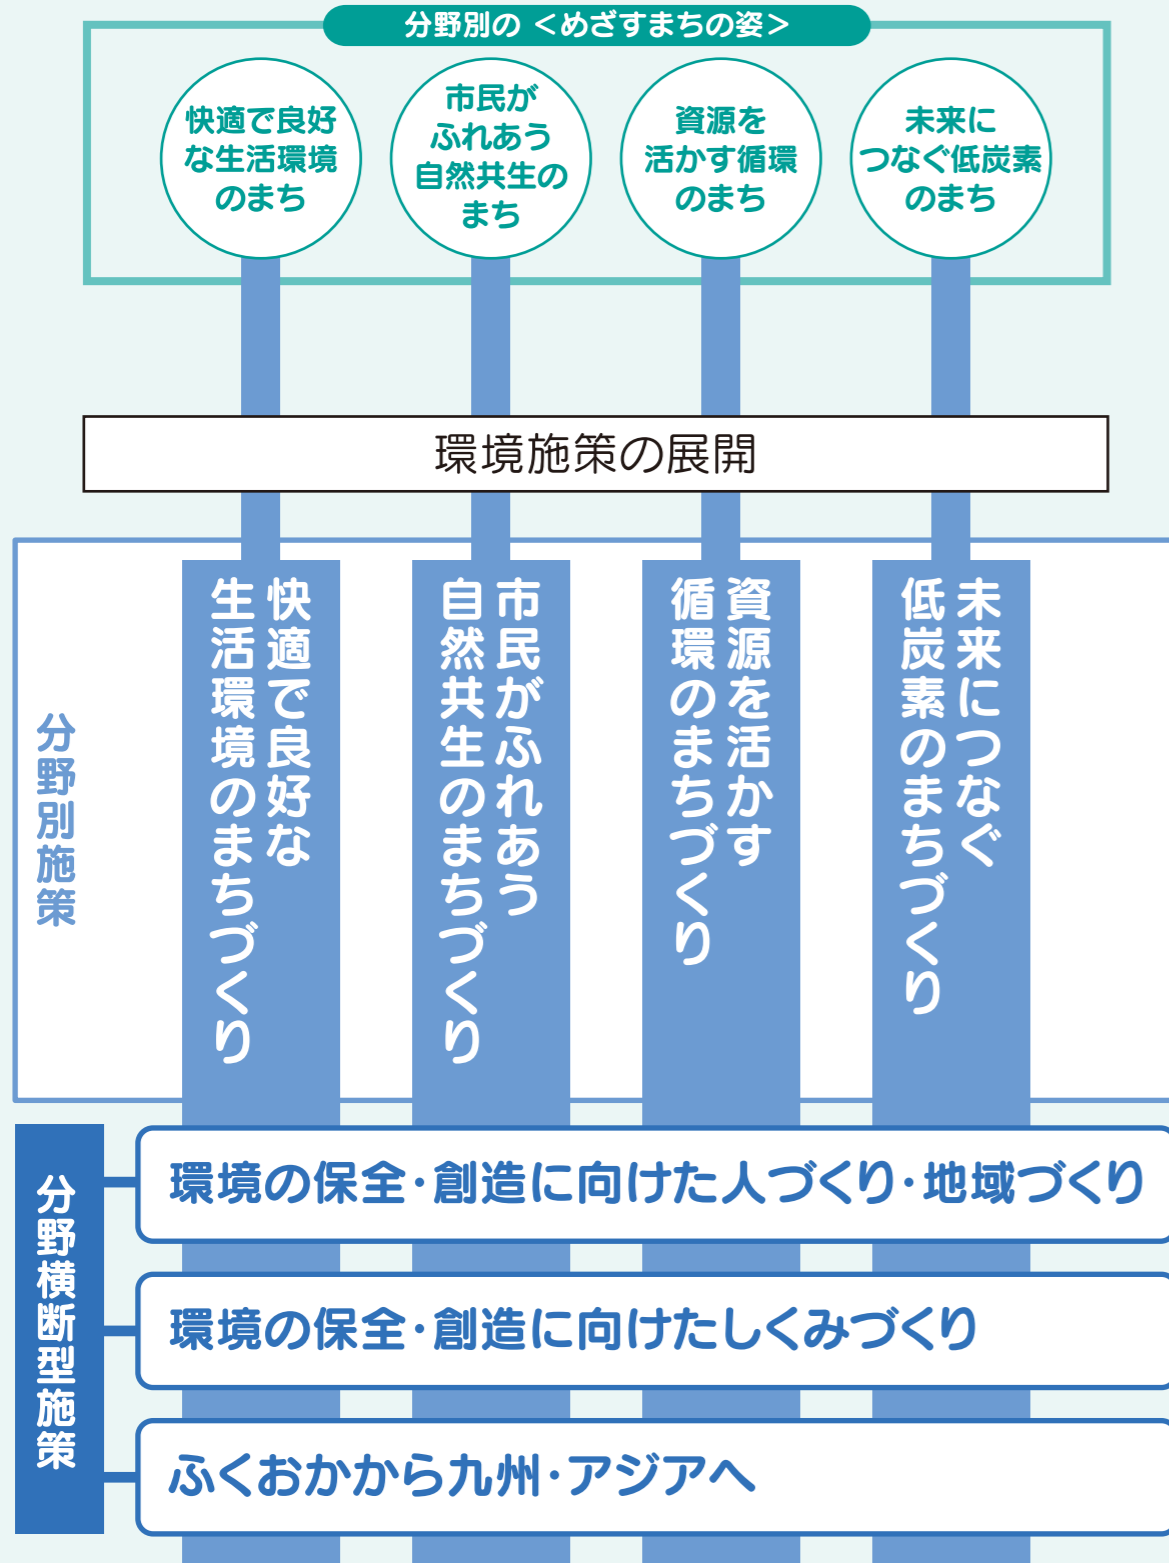 分野別の ＜めざすまちの姿＞
快適で良好
な生活環境
のまち
市民が
ふれあう
自然共生の
まち
資源を
活かす循環
のまち
未来に
つなぐ低炭素
のまち
環境施策の展開
分野別施策
快適で良好な
生活環境のまちづくり
市民がふれあう
自然共生のまちづくり
資源を活かす
循環のまちづくり
未来につなぐ
低炭素のまちづくり
分野横断型施策
環境の保全・創造に向けた人づくり・地域づくり
環境の保全・創造に向けたしくみづくり
ふくおかから九州・アジアへ